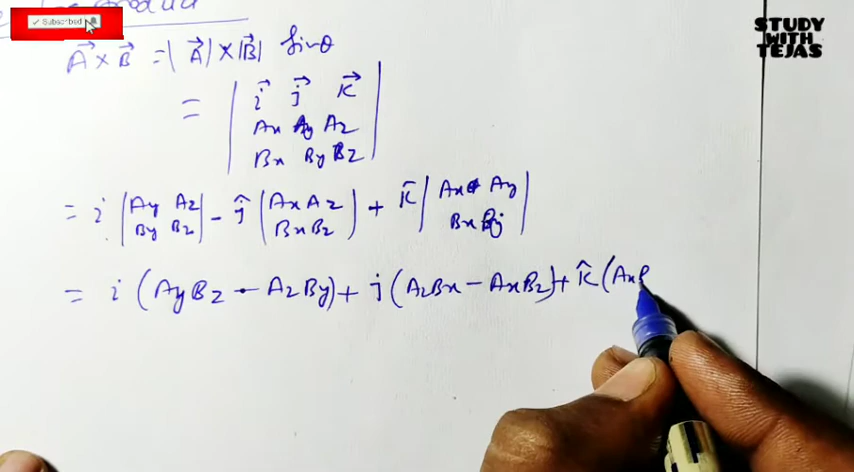 ✓ Subscribed
STUDY
WITH
TEJAS
A⃗ × B⃗ = |A⃗| × |B⃗| sinθ
= | i⃗ j⃗ k⃗ |
Ax Ay Az
Bx By Bz
= i | Ay Az | - ĵ | Ax Az | + k̂ | Ax Ay |
By Bz Bx Bz Bx By
= i (AyBz - AzBy) + j (AzBx - AxBz) + k̂ (AxB